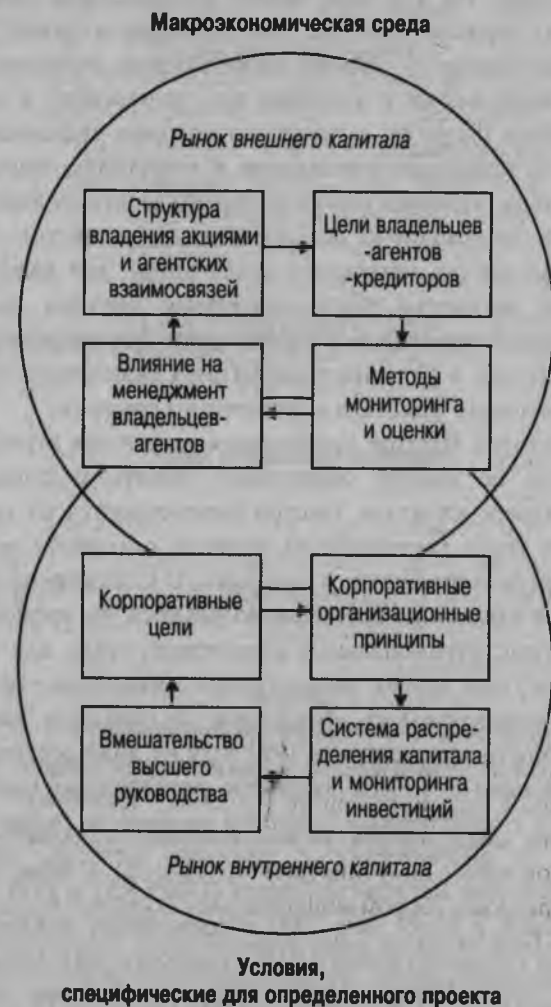 Макроэкономическая среда
Рынок внешнего капитала
Структура
владения акциями
и агентских
взаимосвязей
Цели владельцев
-агентов
-кредиторов
Влияние на
менеджмент
владельцев-
агентов
Методы
мониторинга
и оценки
Корпоративные
цели
Корпоративные
организационные
принципы
Вмешательство
высшего
руководства
Система распре-
деления капитала
и мониторинга
инвестиций
Рынок внутреннего капитала
Условия,
специфические для определенного проекта